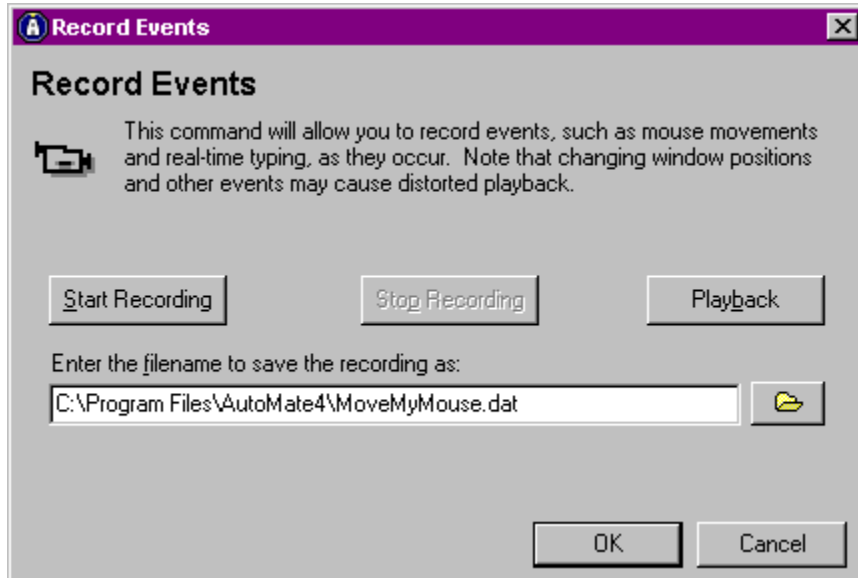 Record Events
Record Events
This command will allow you to record events, such as mouse movements
and real-time typing, as they occur.  Note that changing window positions
and other events may cause distorted playback.
Start Recording
Stop Recording
Playback
Enter the filename to save the recording as:
C:\Program Files\AutoMate4\MoveMyMouse.dat
OK
Cancel